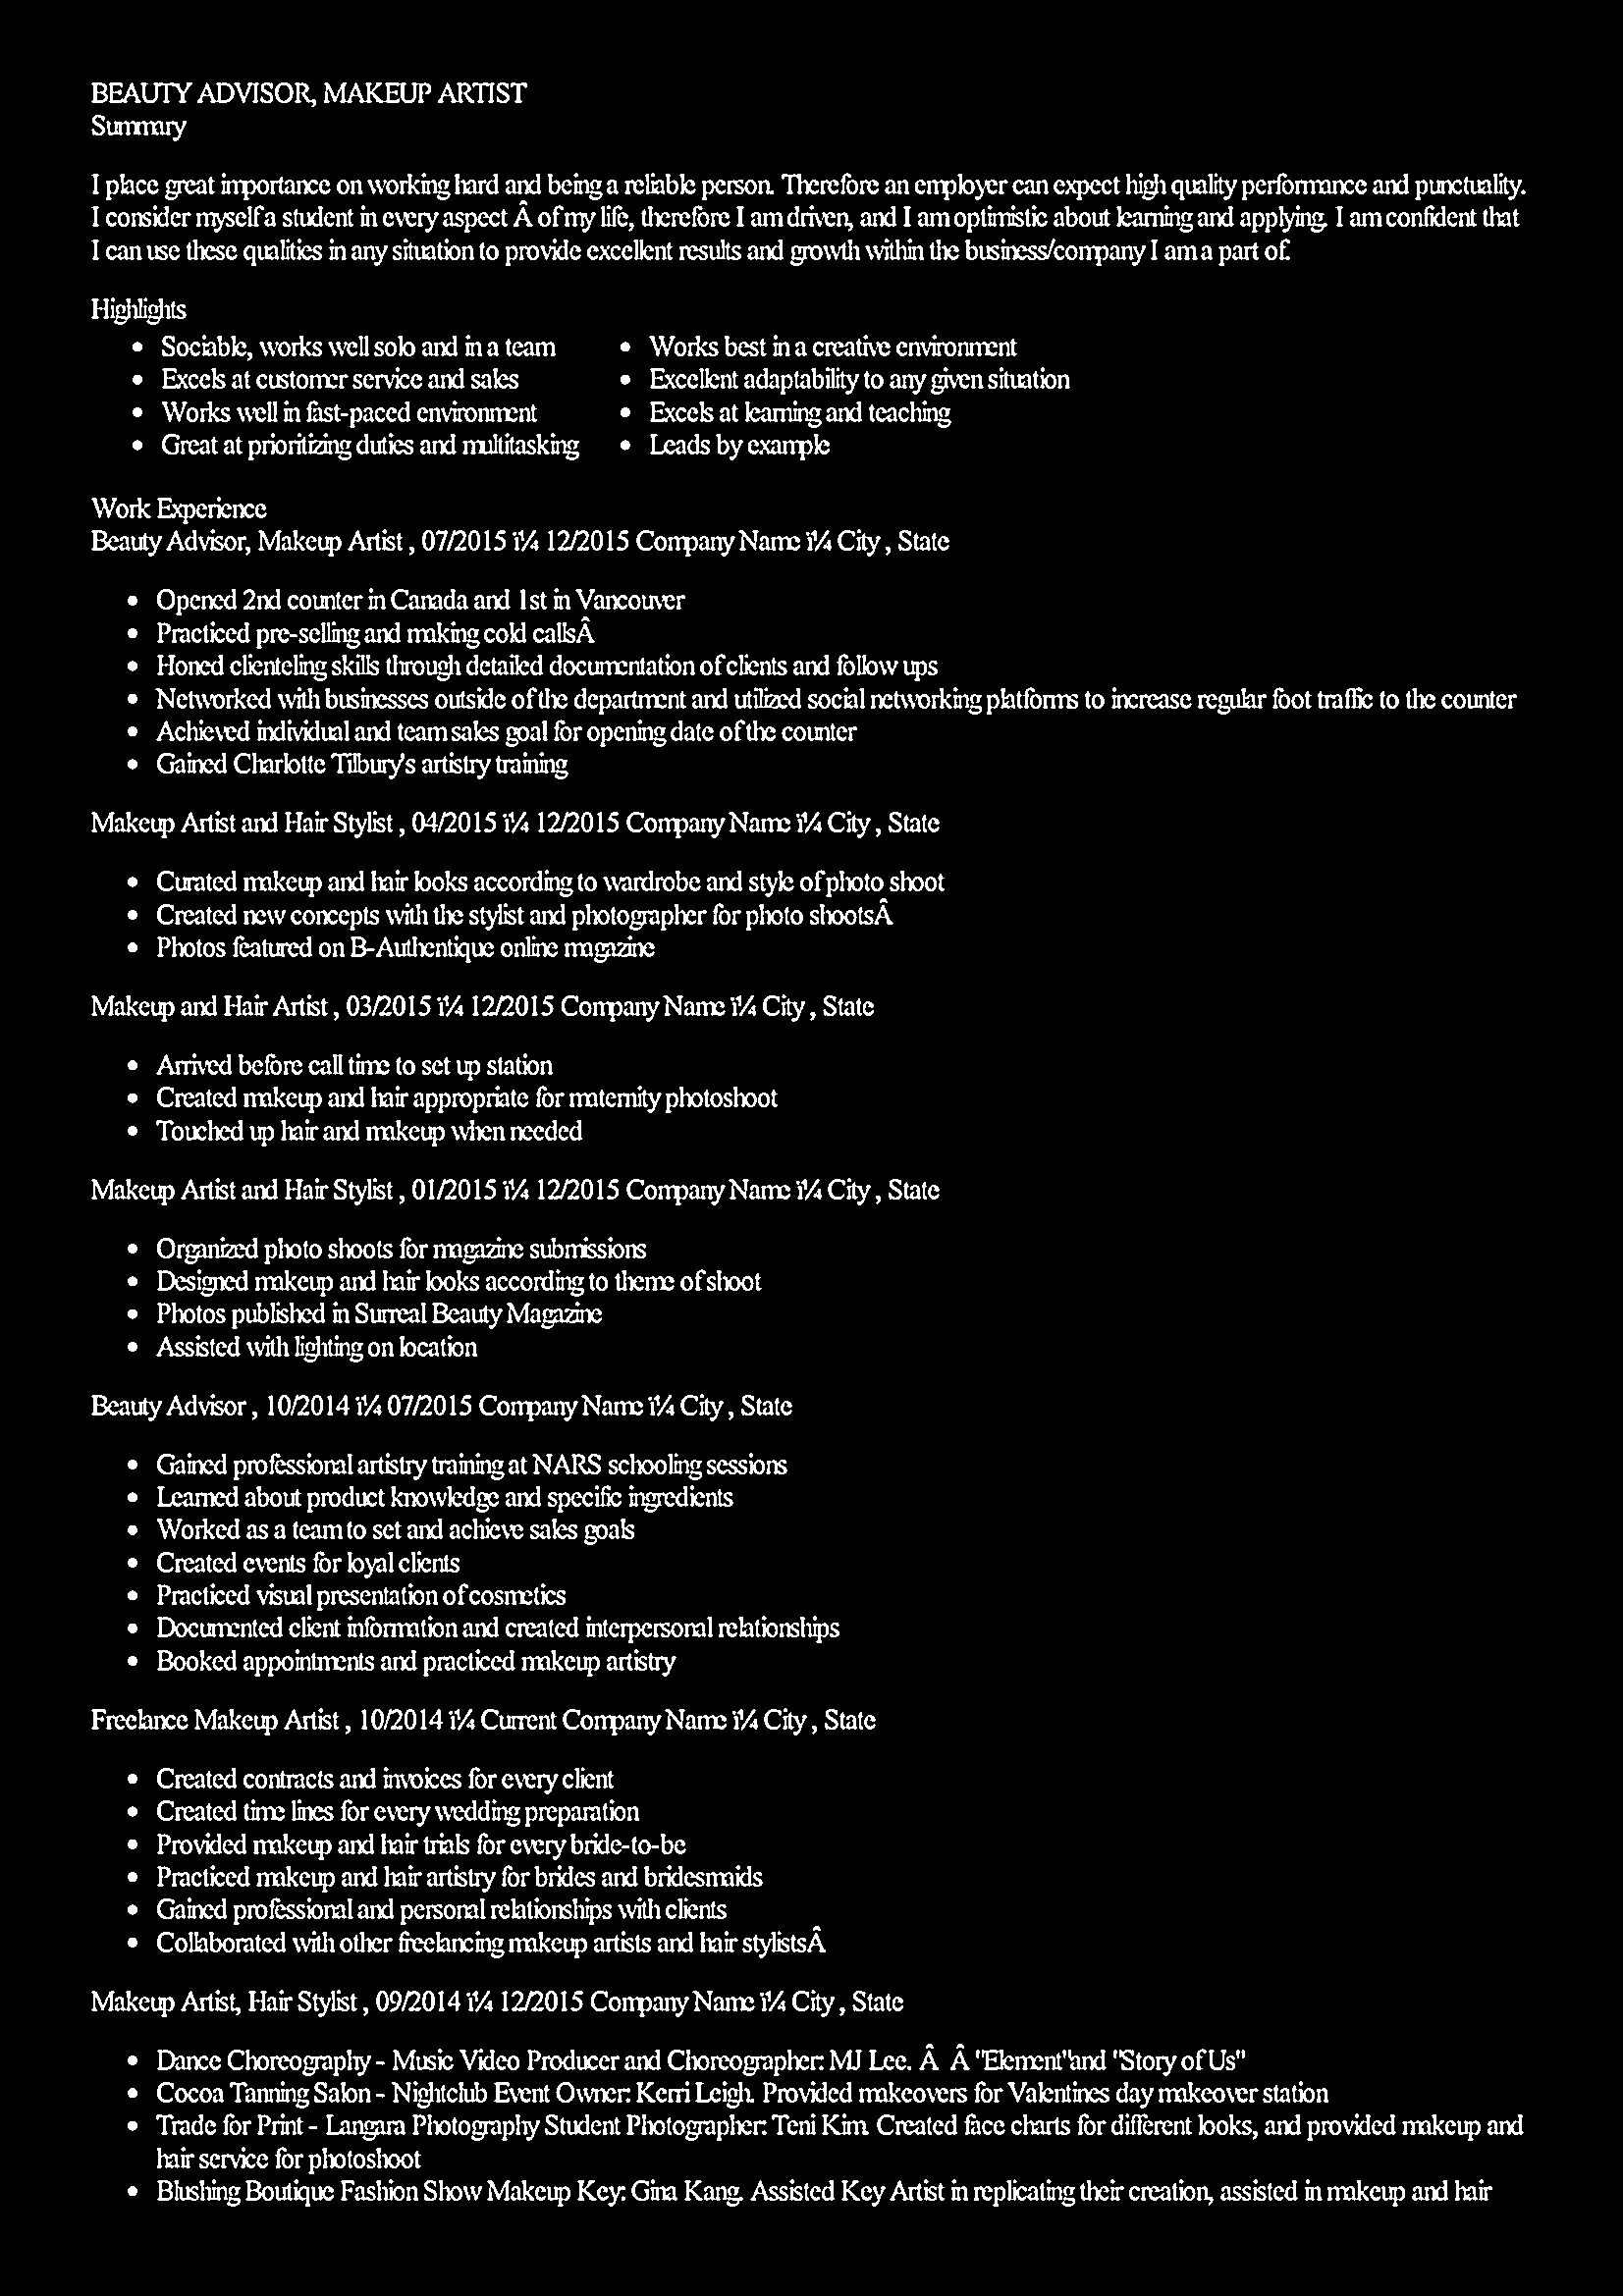 BEAUTY ADVISOR, MAKEUP ARTIST
Summary
I place great importance on working hard and being a reliable person. Therefore an employer can expect high quality performance and punctuality.
I consider myself a student in every aspect Â of my life, therefore I am driven, and I am optimistic about learning and applying. I am confident that
I can use these qualities in any situation to provide excellent results and growth within the business/company I am a part of.
Highlights
• Sociable, works well solo and in a team
• Excels at customer service and sales
• Works well in fast-paced environment
• Great at prioritizing duties and multitasking
• Works best in a creative environment
• Excellent adaptability to any given situation
• Excels at learning and teaching
• Leads by example
Work Experience
Beauty Advisor, Makeup Artist , 07/2015 ï¼ 12/2015 Company Name ï¼ City , State
• Opened 2nd counter in Canada and 1st in Vancouver
• Practiced pre-selling and making cold callsÂ
• Honed clienteling skills through detailed documentation of clients and follow ups
• Networked with businesses outside of the department and utilized social networking platforms to increase regular foot traffic to the counter
• Achieved individual and team sales goal for opening date of the counter
• Gained Charlotte Tilbury's artistry training
Makeup Artist and Hair Stylist , 04/2015 ï¼ 12/2015 Company Name ï¼ City , State
• Curated makeup and hair looks according to wardrobe and style of photo shoot
• Created new concepts with the stylist and photographer for photo shootsÂ
• Photos featured on B-Authentique online magazine
Makeup and Hair Artist , 03/2015 ï¼ 12/2015 Company Name ï¼ City , State
• Arrived before call time to set up station
• Created makeup and hair appropriate for maternity photoshoot
• Touched up hair and makeup when needed
Makeup Artist and Hair Stylist , 01/2015 ï¼ 12/2015 Company Name ï¼ City , State
• Organized photo shoots for magazine submissions
• Designed makeup and hair looks according to theme of shoot
• Photos published in Surreal Beauty Magazine
• Assisted with lighting on location
Beauty Advisor , 10/2014 ï¼ 07/2015 Company Name ï¼ City , State
• Gained professional artistry training at NARS schooling sessions
• Learned about product knowledge and specific ingredients
• Worked as a team to set and achieve sales goals
• Created events for loyal clients
• Practiced visual presentation of cosmetics
• Documented client information and created interpersonal relationships
• Booked appointments and practiced makeup artistry
Freelance Makeup Artist , 10/2014 ï¼ Current Company Name ï¼ City , State
• Created contracts and invoices for every client
• Created time lines for every wedding preparation
• Provided makeup and hair trials for every bride-to-be
• Practiced makeup and hair artistry for brides and bridesmaids
• Gained professional and personal relationships with clients
• Collaborated with other freelancing makeup artists and hair stylistsÂ
Makeup Artist, Hair Stylist , 09/2014 ï¼ 12/2015 Company Name ï¼ City , State
• Dance Choreography - Music Video Producer and Choreographer: MJ Lee. Â Â "Element"and "Story of Us"
• Cocoa Tanning Salon - Nightclub Event Owner: Kerri Leigh. Provided makeovers for Valentines day makeover station
• Trade for Print - Langara Photography Student Photographer: Teni Kim. Created face charts for different looks, and provided makeup and
hair service for photoshoot
• Blushing Boutique Fashion Show Makeup Key: Gina Kang. Assisted Key Artist in replicating their creation, assisted in makeup and hair